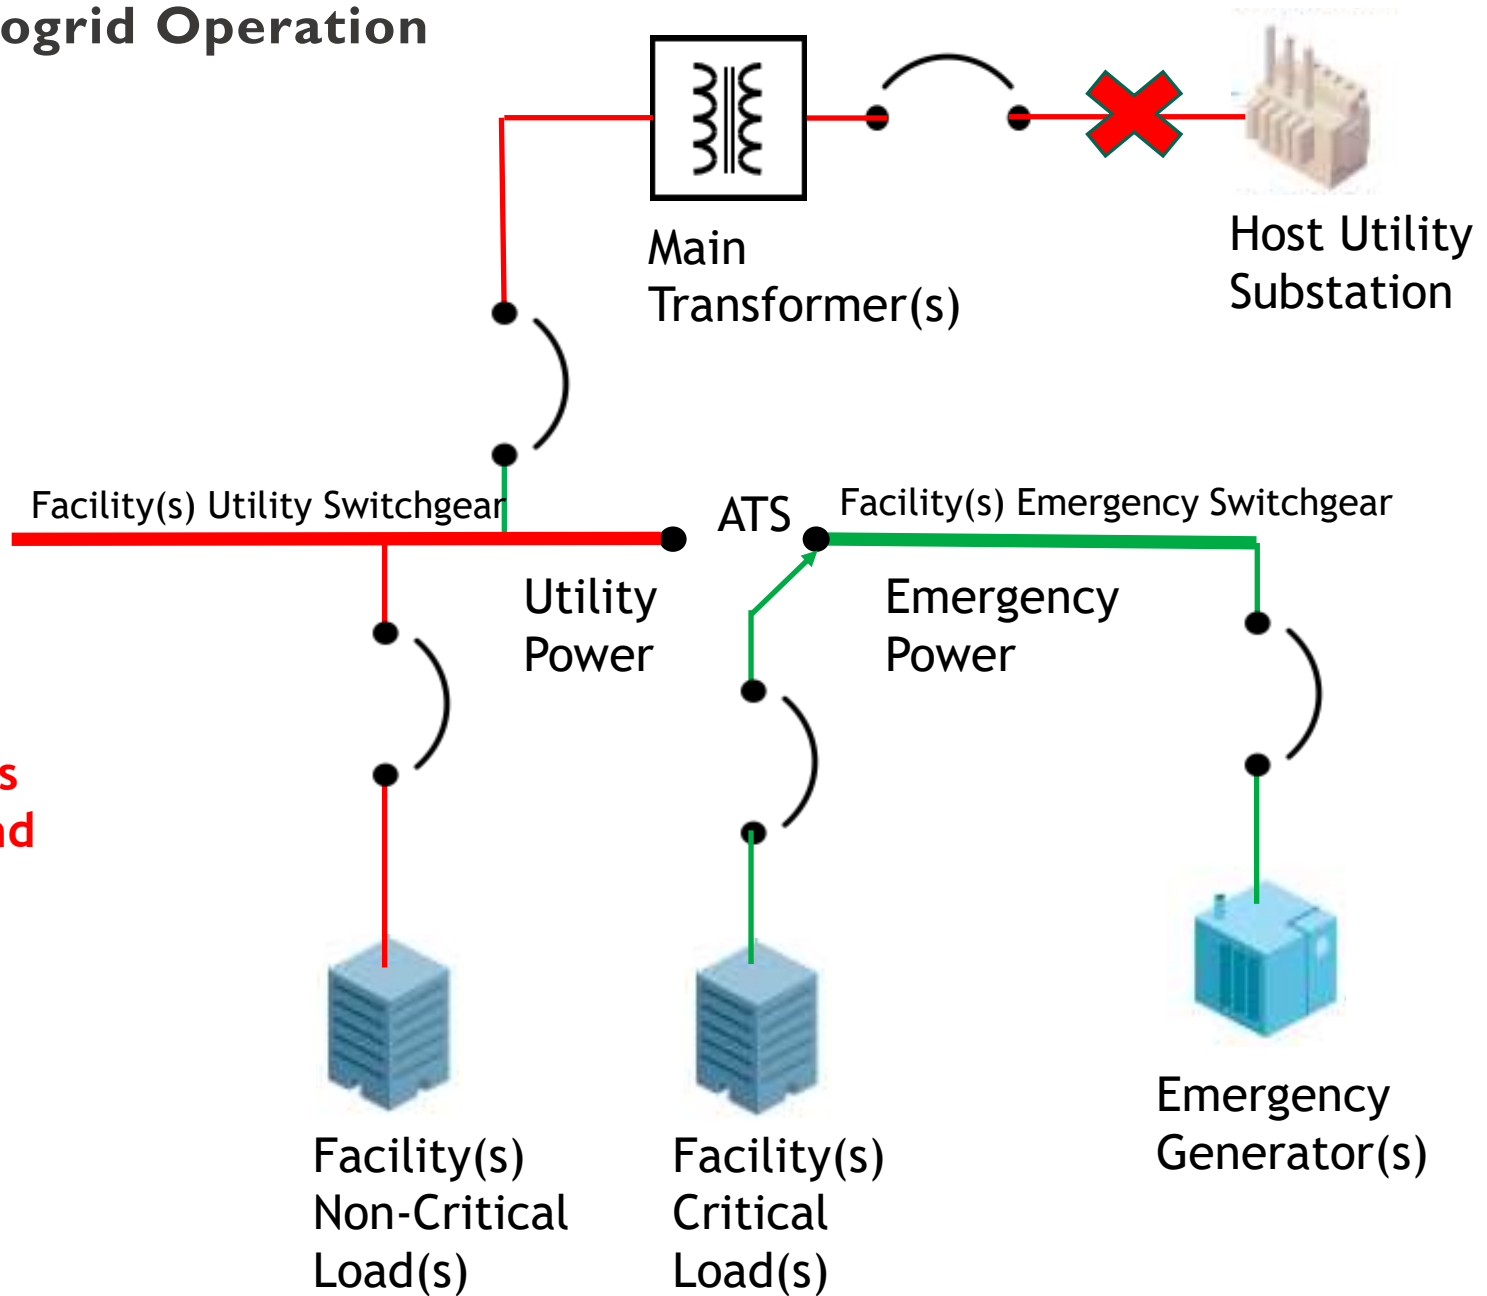 ogrid Operation
Main
Transformer(s)
Host Utility
Substation
Facility(s) Utility Switchgear
ATS
Facility(s) Emergency Switchgear
Utility
Power
Emergency
Power
s
nd
Emergency
Generator(s)
Facility(s)
Non-Critical
Load(s)
Facility(s)
Critical
Load(s)